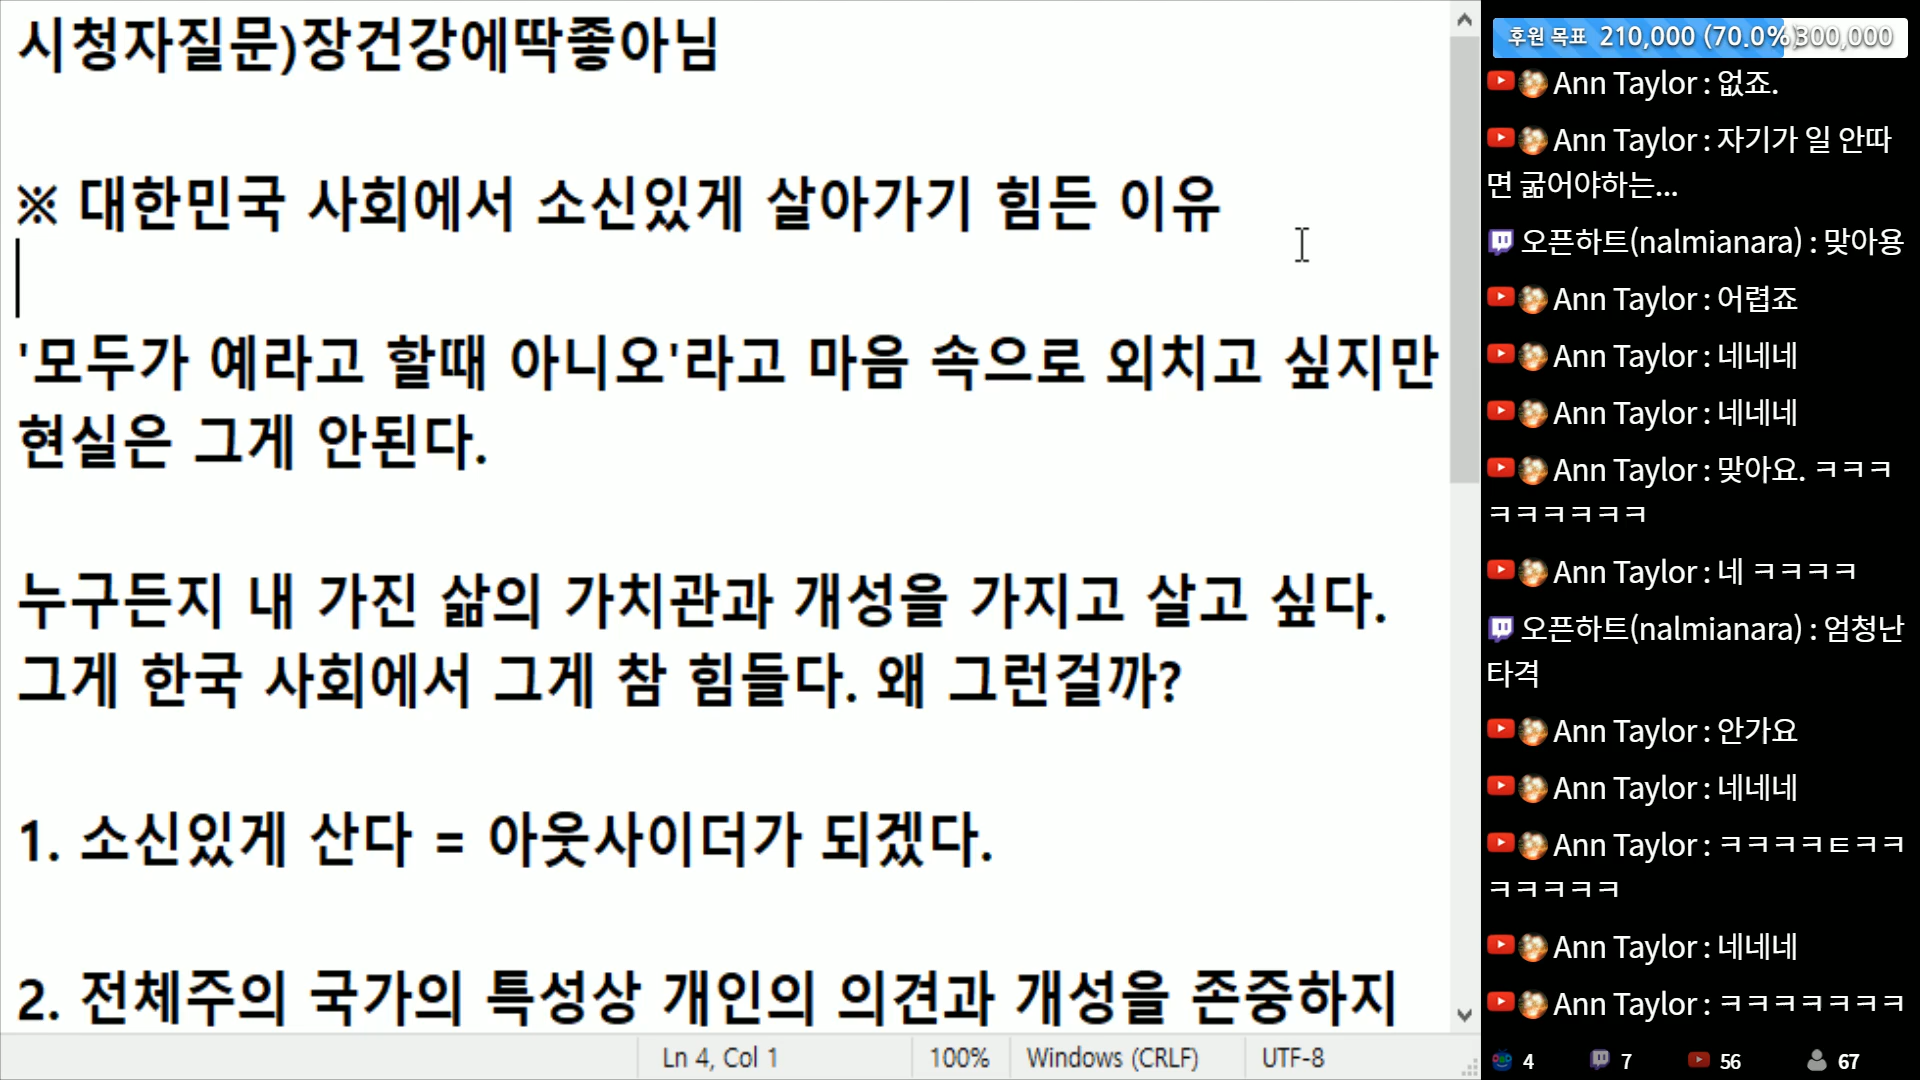 시청자질문)장건강에딱좋아님
※ 대한민국 사회에서 소신있게 살아가기 힘든 이유
'모두가 예라고 할때 아니오'라고 마음 속으로 외치고 싶지만
현실은 그게 안된다.
누구든지 내 가진 삶의 가치관과 개성을 가지고 살고 싶다.
그게 한국 사회에서 그게 참 힘들다. 왜 그런걸까?
1. 소신있게 산다 = 아웃사이더가 되겠다.
2. 전체주의 국가의 특성상 개인의 의견과 개성을 존중하지
Ln 4, Col 1
100%
Windows (CRLF)
UTF-8
후원 목표 210,000 (70.0%) 300,000
Ann Taylor : 없죠.
Ann Taylor : 자기가 일 안따
면 굶어야하는...
오픈하트(nalmianara) : 맞아용
Ann Taylor : 어렵죠
Ann Taylor : 네네네
Ann Taylor : 네네네
Ann Taylor : 맞아요. ㅋㅋㅋ
ㅋㅋㅋㅋㅋㅋ
Ann Taylor : 네 ㅋㅋㅋㅋ
오픈하트(nalmianara) : 엄청난
타격
Ann Taylor : 안가요
Ann Taylor : 네네네
Ann Taylor : ㅋㅋㅋㅋㅌㅋㅋ
ㅋㅋㅋㅋㅋ
Ann Taylor : 네네네
Ann Taylor : ㅋㅋㅋㅋㅋㅋㅋ
4
7
56
67